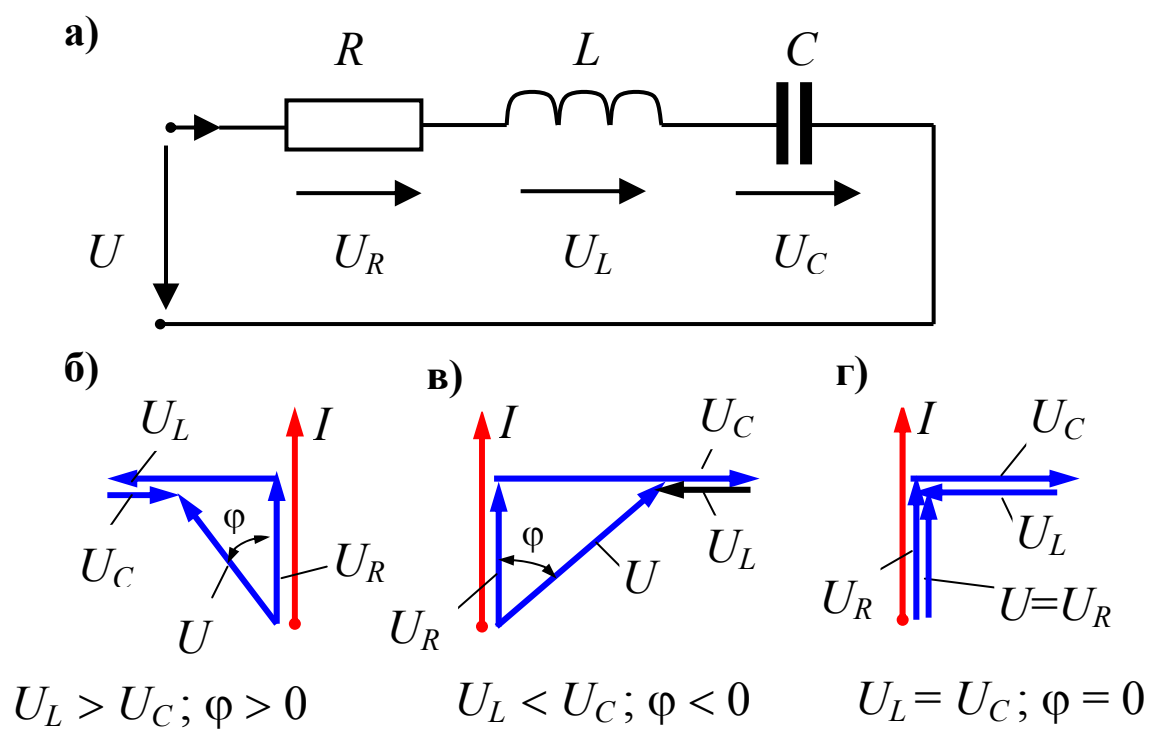 а)
R L C
U U_R U_L U_C
б) в) г)
U_L I I U_C I U_C
φ φ
U_C U_R U U_L U_L
U U_R U_R U=U_R
U_L > U_C ; φ > 0 U_L < U_C ; φ < 0 U_L = U_C ; φ = 0